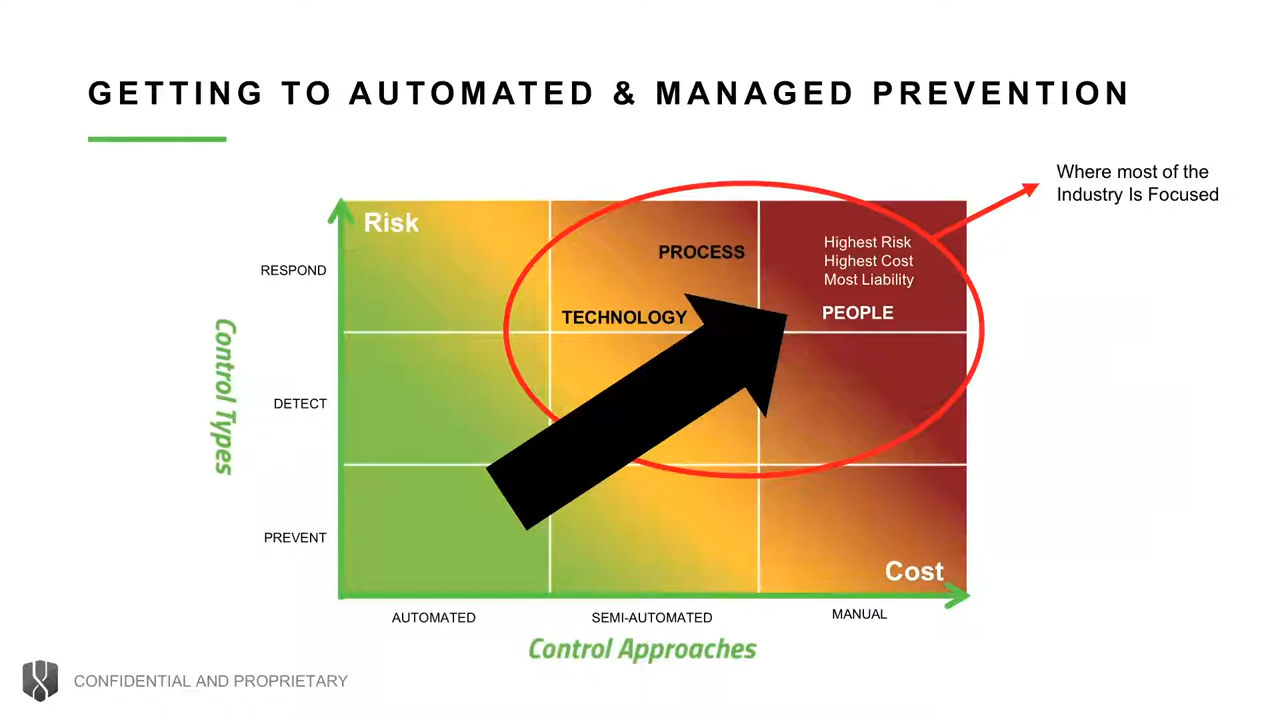 GETTING TO AUTOMATED & MANAGED PREVENTION
Where most of the
Industry Is Focused
Risk
Highest Risk
Highest Cost
Most Liability
PROCESS
RESPOND
PEOPLE
TECHNOLOGY
Control Types
DETECT
PREVENT
Cost
AUTOMATED
SEMI-AUTOMATED
MANUAL
Control Approaches
CONFIDENTIAL AND PROPRIETARY